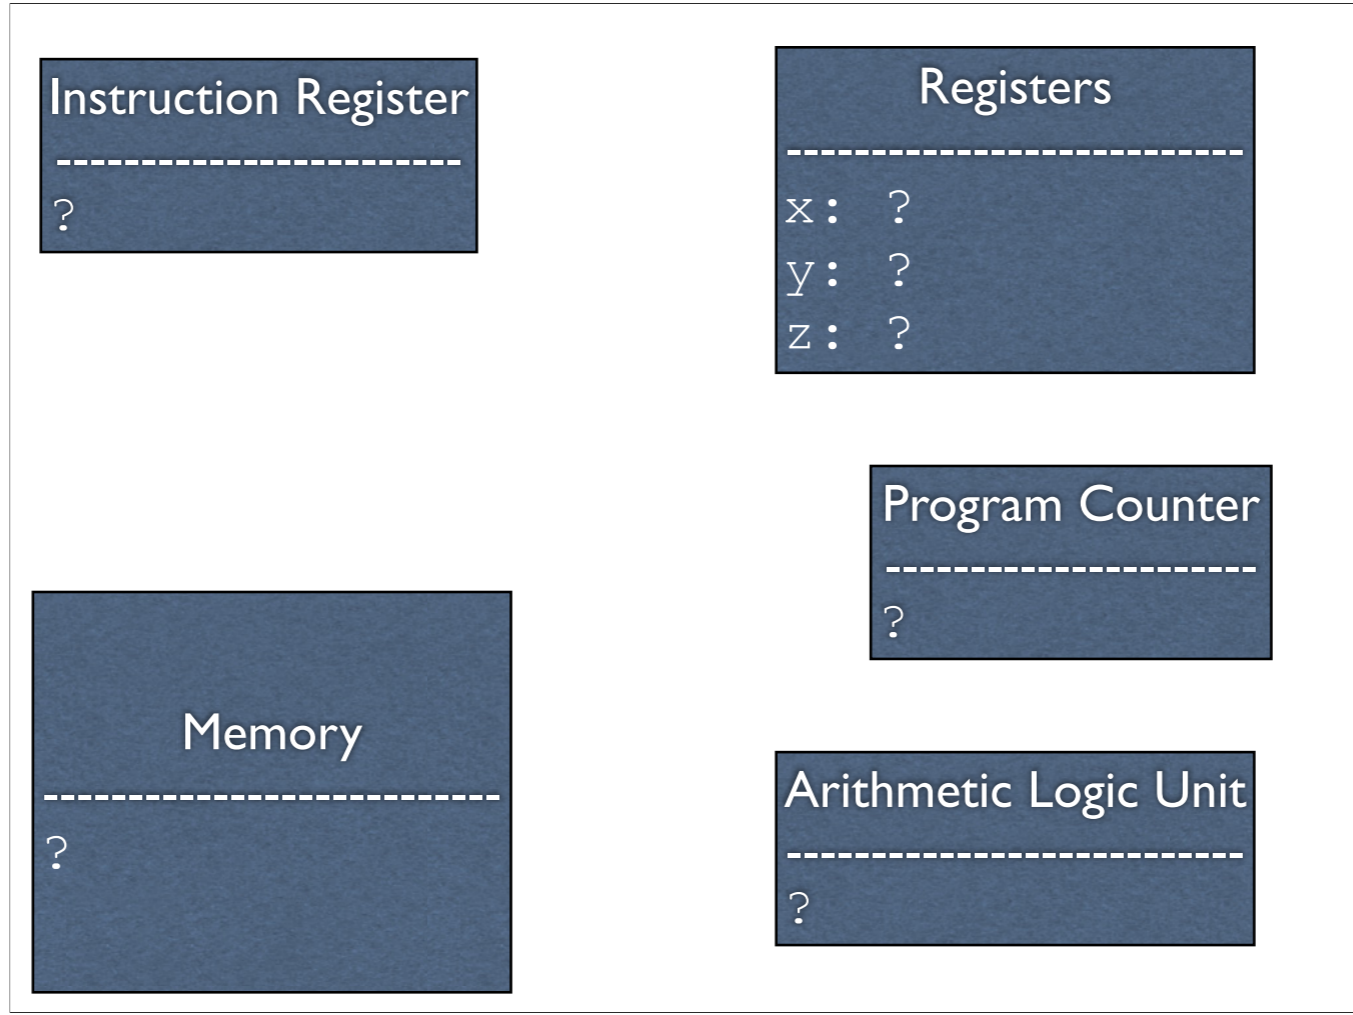 Instruction Register
------------------------
?
Registers
---------------------------
x: ?
y: ?
z: ?
Program Counter
----------------------
?
Memory
---------------------------
?
Arithmetic Logic Unit
---------------------------
?